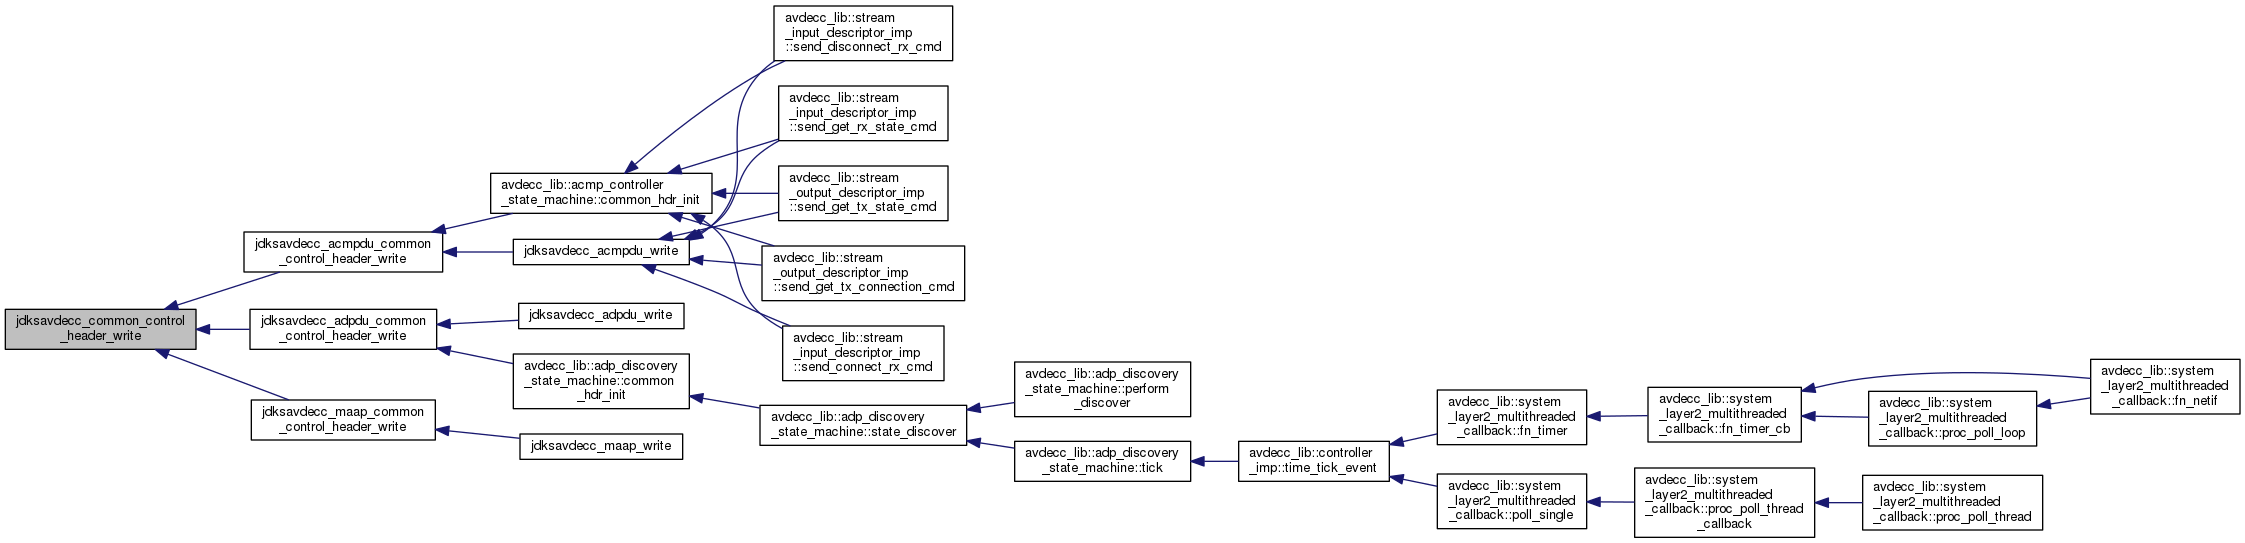 avdecc_lib::stream
_input_descriptor_imp
::send_disconnect_rx_cmd
avdecc_lib::stream
_input_descriptor_imp
::send_get_rx_state_cmd
avdecc_lib::acmp_controller
_state_machine::common_hdr_init
avdecc_lib::stream
_output_descriptor_imp
::send_get_tx_state_cmd
jdksavdecc_acmpdu_common
_control_header_write
jdksavdecc_acmpdu_write
avdecc_lib::stream
_output_descriptor_imp
::send_get_tx_connection_cmd
jdksavdecc_common_control
_header_write
jdksavdecc_adpdu_common
_control_header_write
jdksavdecc_adpdu_write
avdecc_lib::stream
_input_descriptor_imp
::send_connect_rx_cmd
avdecc_lib::adp_discovery
_state_machine::common
_hdr_init
jdksavdecc_maap_common
_control_header_write
jdksavdecc_maap_write
avdecc_lib::adp_discovery
_state_machine::state_discover
avdecc_lib::adp_discovery
_state_machine::perform
_discover
avdecc_lib::adp_discovery
_state_machine::tick
avdecc_lib::controller
_imp::time_tick_event
avdecc_lib::system
_layer2_multithreaded
_callback::fn_timer
avdecc_lib::system
_layer2_multithreaded
_callback::poll_single
avdecc_lib::system
_layer2_multithreaded
_callback::fn_timer_cb
avdecc_lib::system
_layer2_multithreaded
_callback::proc_poll_thread
_callback
avdecc_lib::system
_layer2_multithreaded
_callback::proc_poll_loop
avdecc_lib::system
_layer2_multithreaded
_callback::proc_poll_thread
avdecc_lib::system
_layer2_multithreaded
_callback::fn_netif